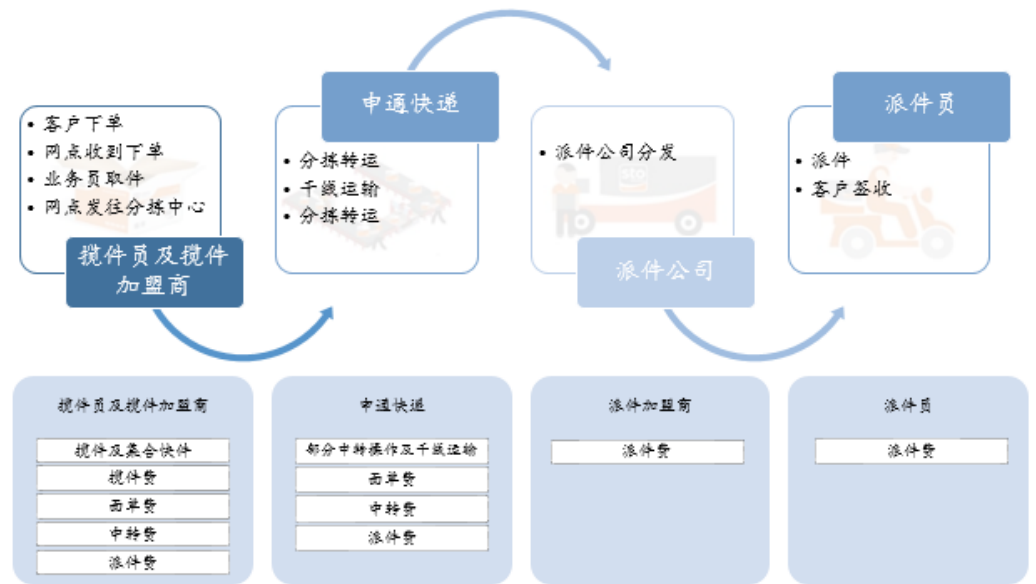 申通快递
派件员
• 客户下单
• 网点收到下单
• 业务员取件
• 网点发往分拣中心
• 分拣转运
• 干线运输
• 分拣转运
• 派件公司分发
sto
• 派件
• 客户签收
揽件员及揽件
加盟商
派件公司
揽件员及揽件加盟商
揽件及集合快件
揽件费
面单费
中转费
派件费
申通快递
部分中转操作及干线运输
面单费
中转费
派件费
派件加盟商
派件费
派件员
派件费